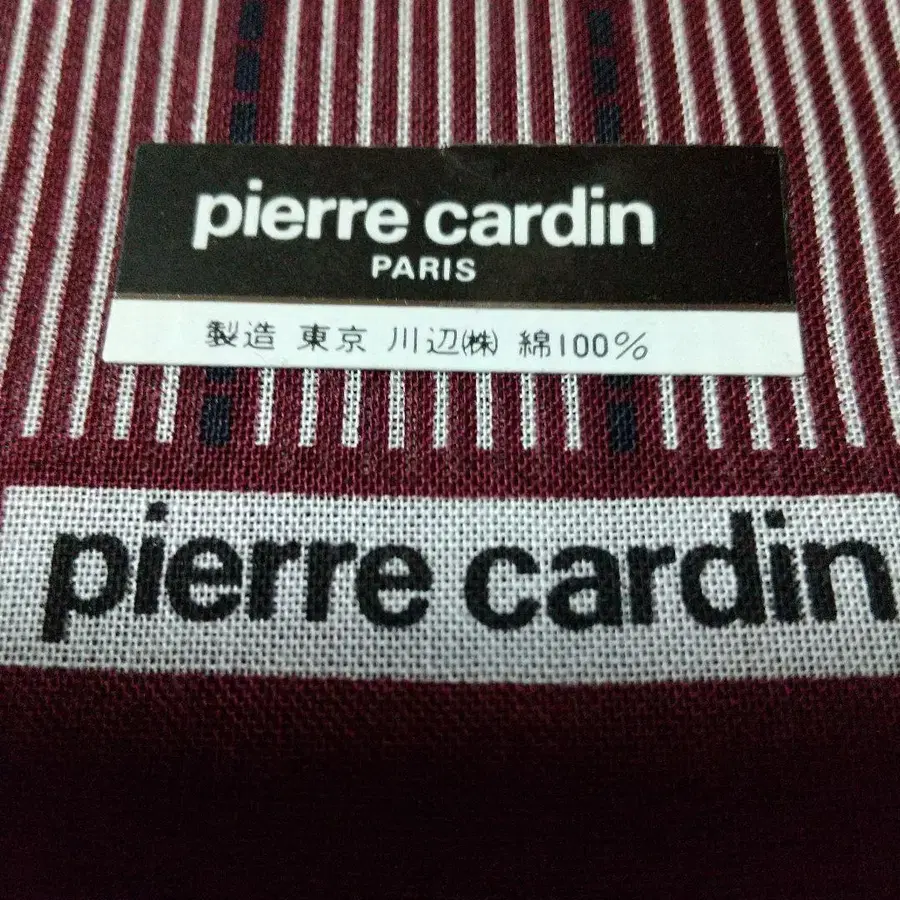 pierre cardin
PARIS
製造 東京 川辺㈱ 綿100%
pierre cardin